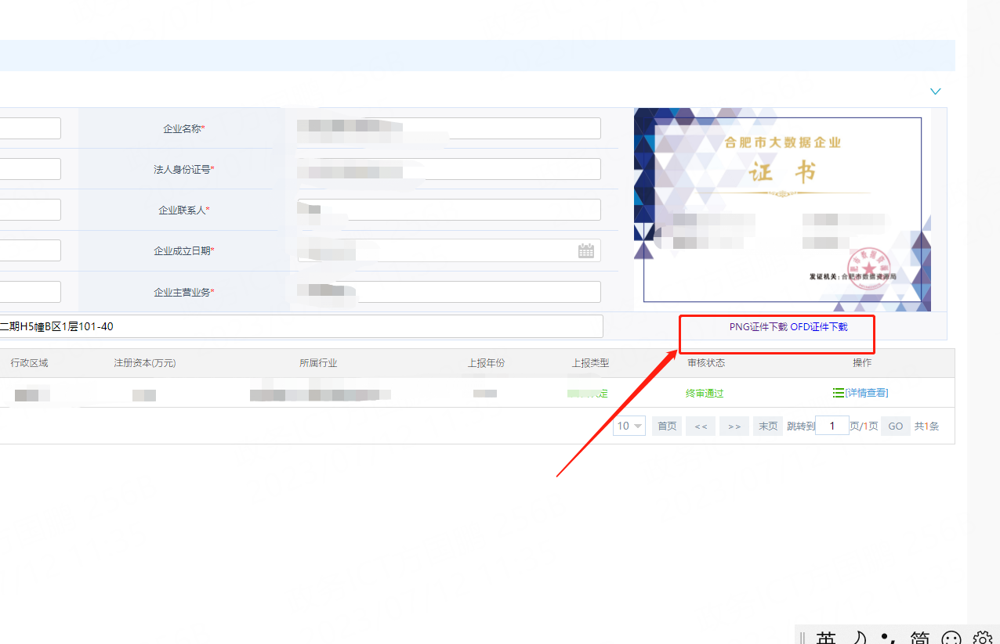 企业名称*
合肥市大数据企业
证 书
法人身份证号*
企业联系人*
企业成立日期*
发证机关：合肥市数据资源局
企业主营业务*
二期H5幢B区1层101-40
PNG证件下载 OFD证件下载
行政区域 注册资本(万元) 所属行业 上报年份 上报类型 审核状态 操作
定 终审通过 [详情查看]
10 首页 << >> 末页 跳转到 1 页/1页 GO 共1条
英 简